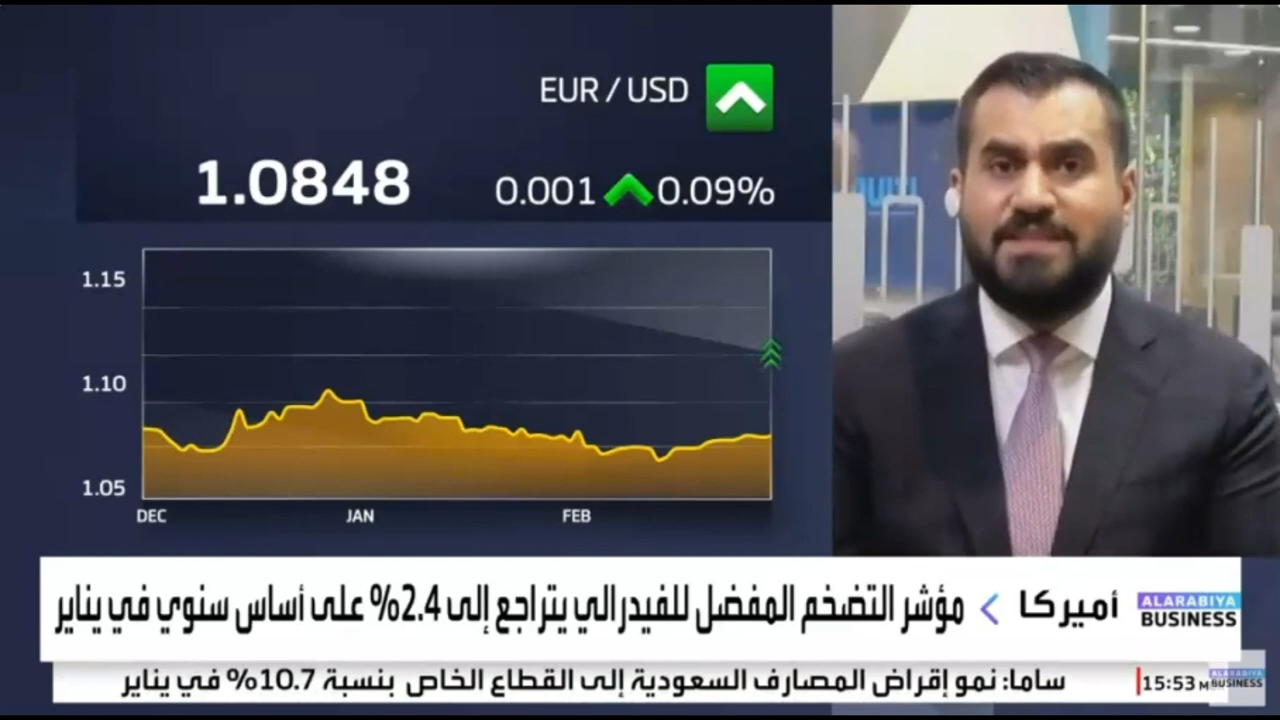 EUR / USD
1.0848 0.001 0.09%
1.15
1.10
1.05
DEC JAN FEB
ALARABIYA
BUSINESS
أميركا > مؤشر التضخم المفضل للفيدرالي يتراجع إلى 2.4% على أساس سنوي في يناير
15:53
ساما: نمو إقراض المصارف السعودية إلى القطاع الخاص بنسبة 10.7% في يناير
ALARABIYA
BUSINESS